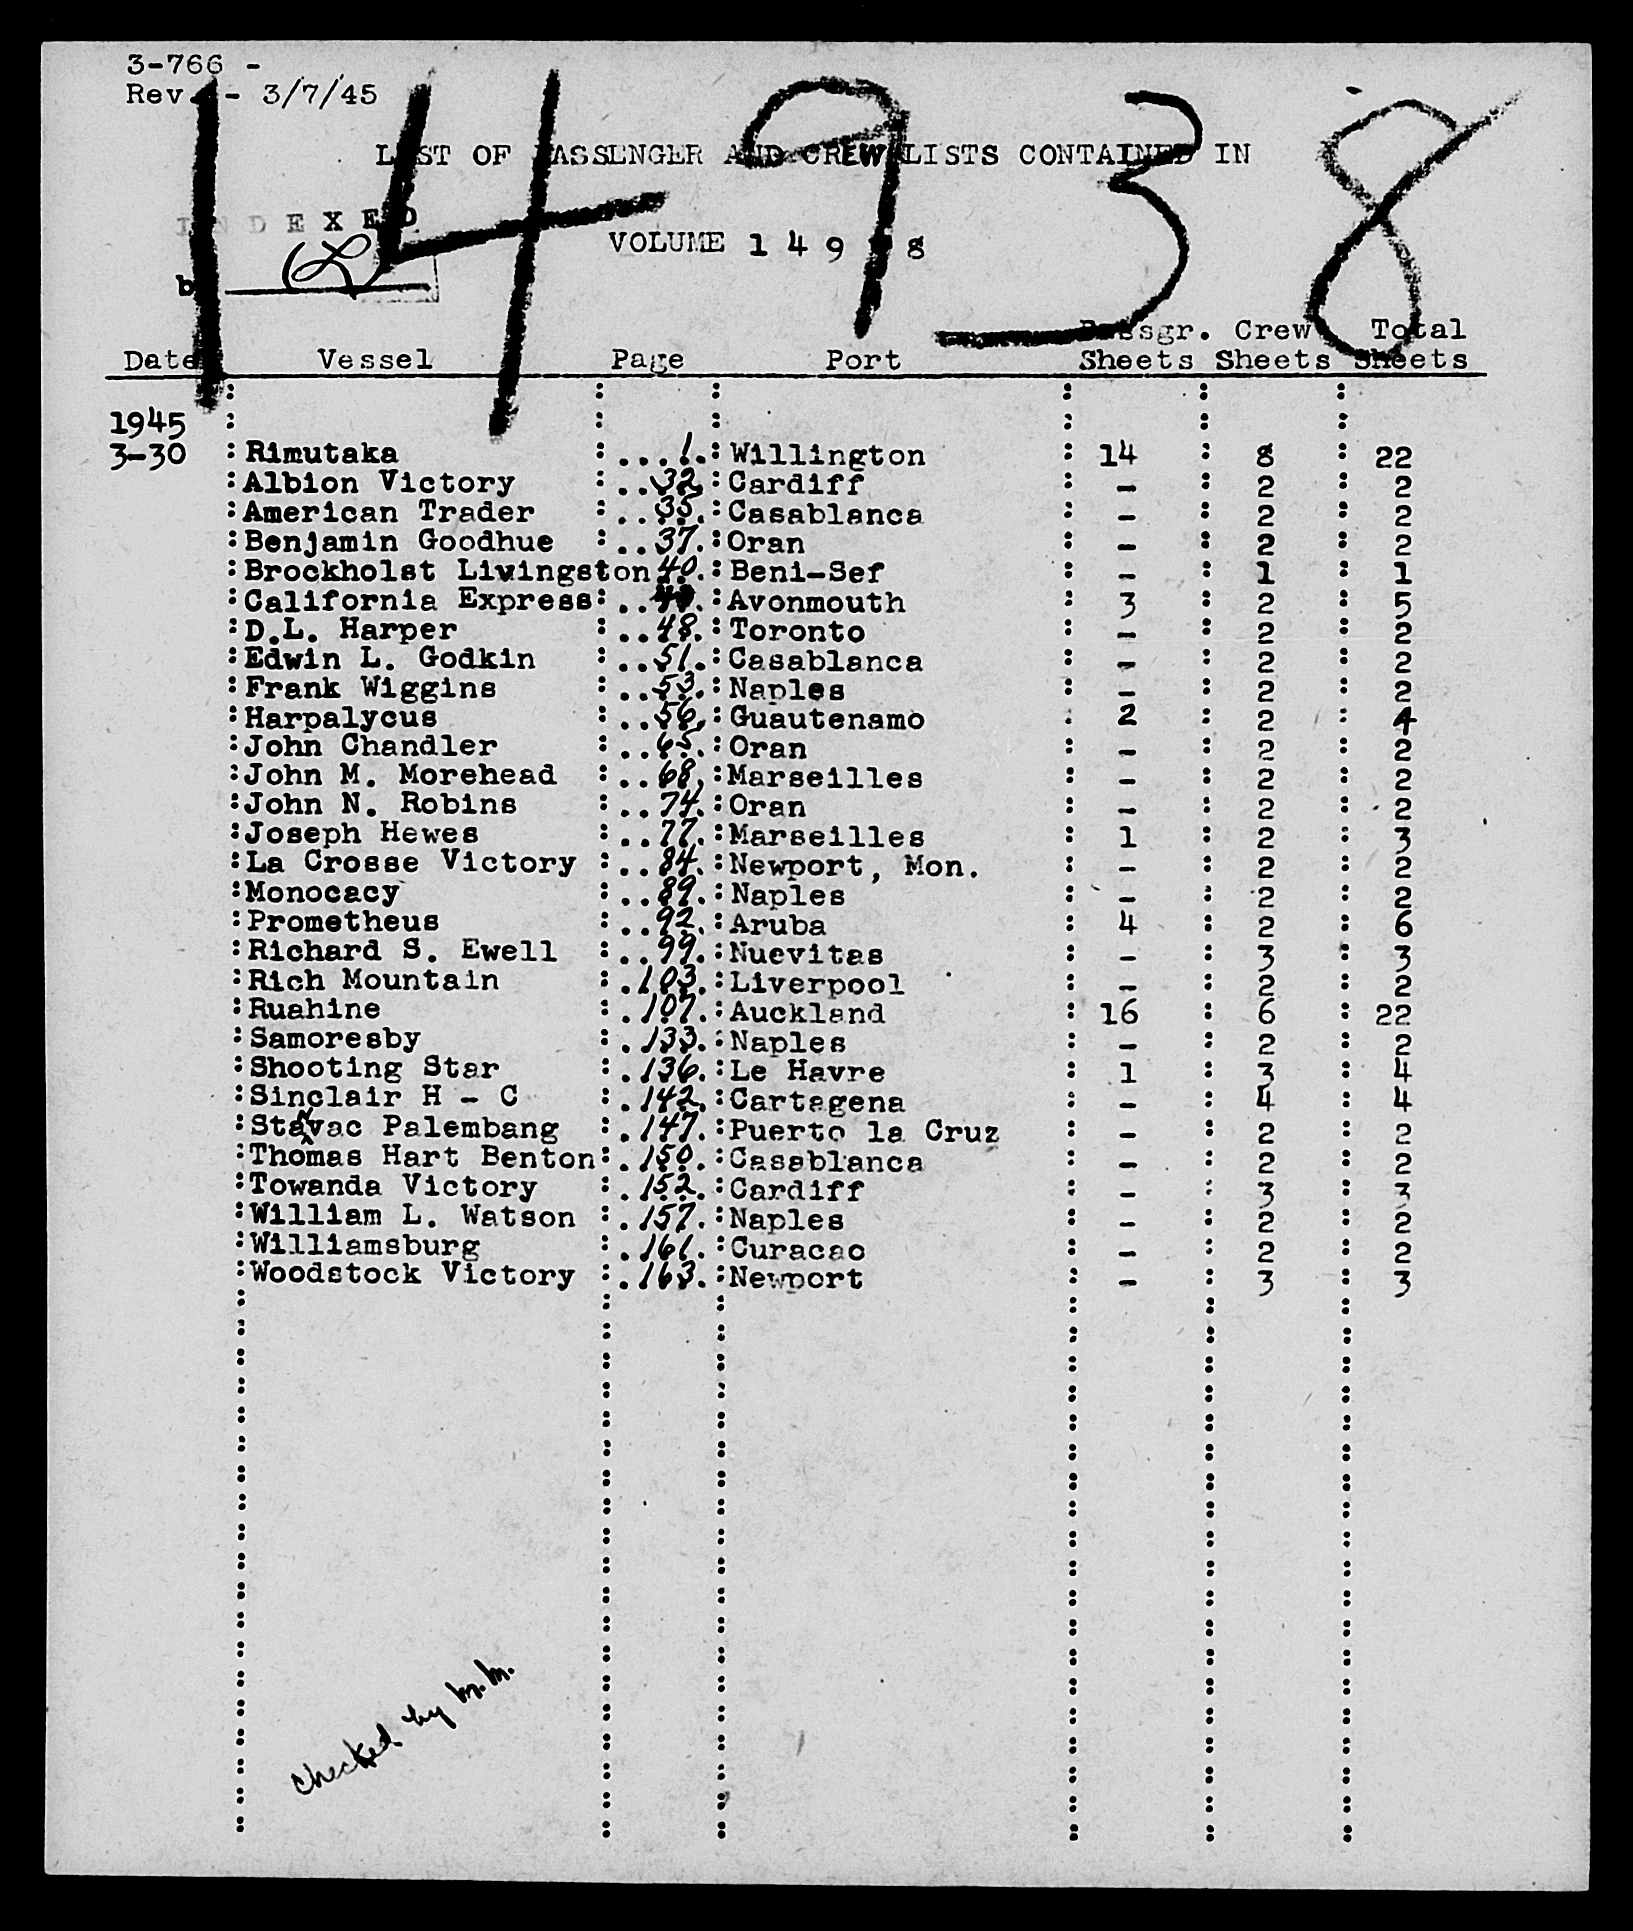 3-766 -
Rev. - 3/7/45
14938
LIST OF PASSENGER AND CREW LISTS CONTAINED IN
INDEXED
VOLUME 1 4 9 3 8
b
Passgr. Crew Total
Date Vessel Page Port Sheets Sheets Sheets
1945
3-30 : Rimutaka : ...1. : Willington : 14 : 8 : 22
: Albion Victory : ..32. : Cardiff : - : 2 : 2
: American Trader : ..35. : Casablanca : - : 2 : 2
: Benjamin Goodhue : ..37. : Oran : - : 2 : 2
: Brockholst Livingston 40. : Beni-Sef : - : 1 : 1
: California Express : .. : Avonmouth : 3 : 2 : 5
: D.L. Harper : ..48. : Toronto : - : 2 : 2
: Edwin L. Godkin : ..51. : Casablanca : - : 2 : 2
: Frank Wiggins : ..53. : Naples : - : 2 : 2
: Harpalycus : ..56. : Guautenamo : 2 : 2 : 4
: John Chandler : ..65. : Oran : - : 2 : 2
: John M. Morehead : ..68. : Marseilles : - : 2 : 2
: John N. Robins : ..74. : Oran : - : 2 : 2
: Joseph Hewes : ..77. : Marseilles : 1 : 2 : 3
: La Crosse Victory : ..84. : Newport, Mon. : - : 2 : 2
: Monocacy : ..89. : Naples : - : 2 : 2
: Prometheus : ..92. : Aruba : 4 : 2 : 6
: Richard S. Ewell : ..99. : Nuevitas : - : 3 : 3
: Rich Mountain : .103. : Liverpool : - : 2 : 2
: Ruahine : .107. : Auckland : 16 : 6 : 22
: Samoresby : .133. : Naples : - : 2 : 2
: Shooting Star : .136. : Le Havre : 1 : 3 : 4
: Sinclair H - C : .142. : Cartagena : - : 4 : 4
: Stanvac Palembang : .147. : Puerto la Cruz : - : 2 : 2
: Thomas Hart Benton : .150. : Casablanca : - : 2 : 2
: Towanda Victory : .152. : Cardiff : - : 3 : 3
: William L. Watson : .157. : Naples : - : 2 : 2
: Williamsburg : .161. : Curacao : - : 2 : 2
: Woodstock Victory : .163. : Newport : - : 3 : 3
checked by M.M.